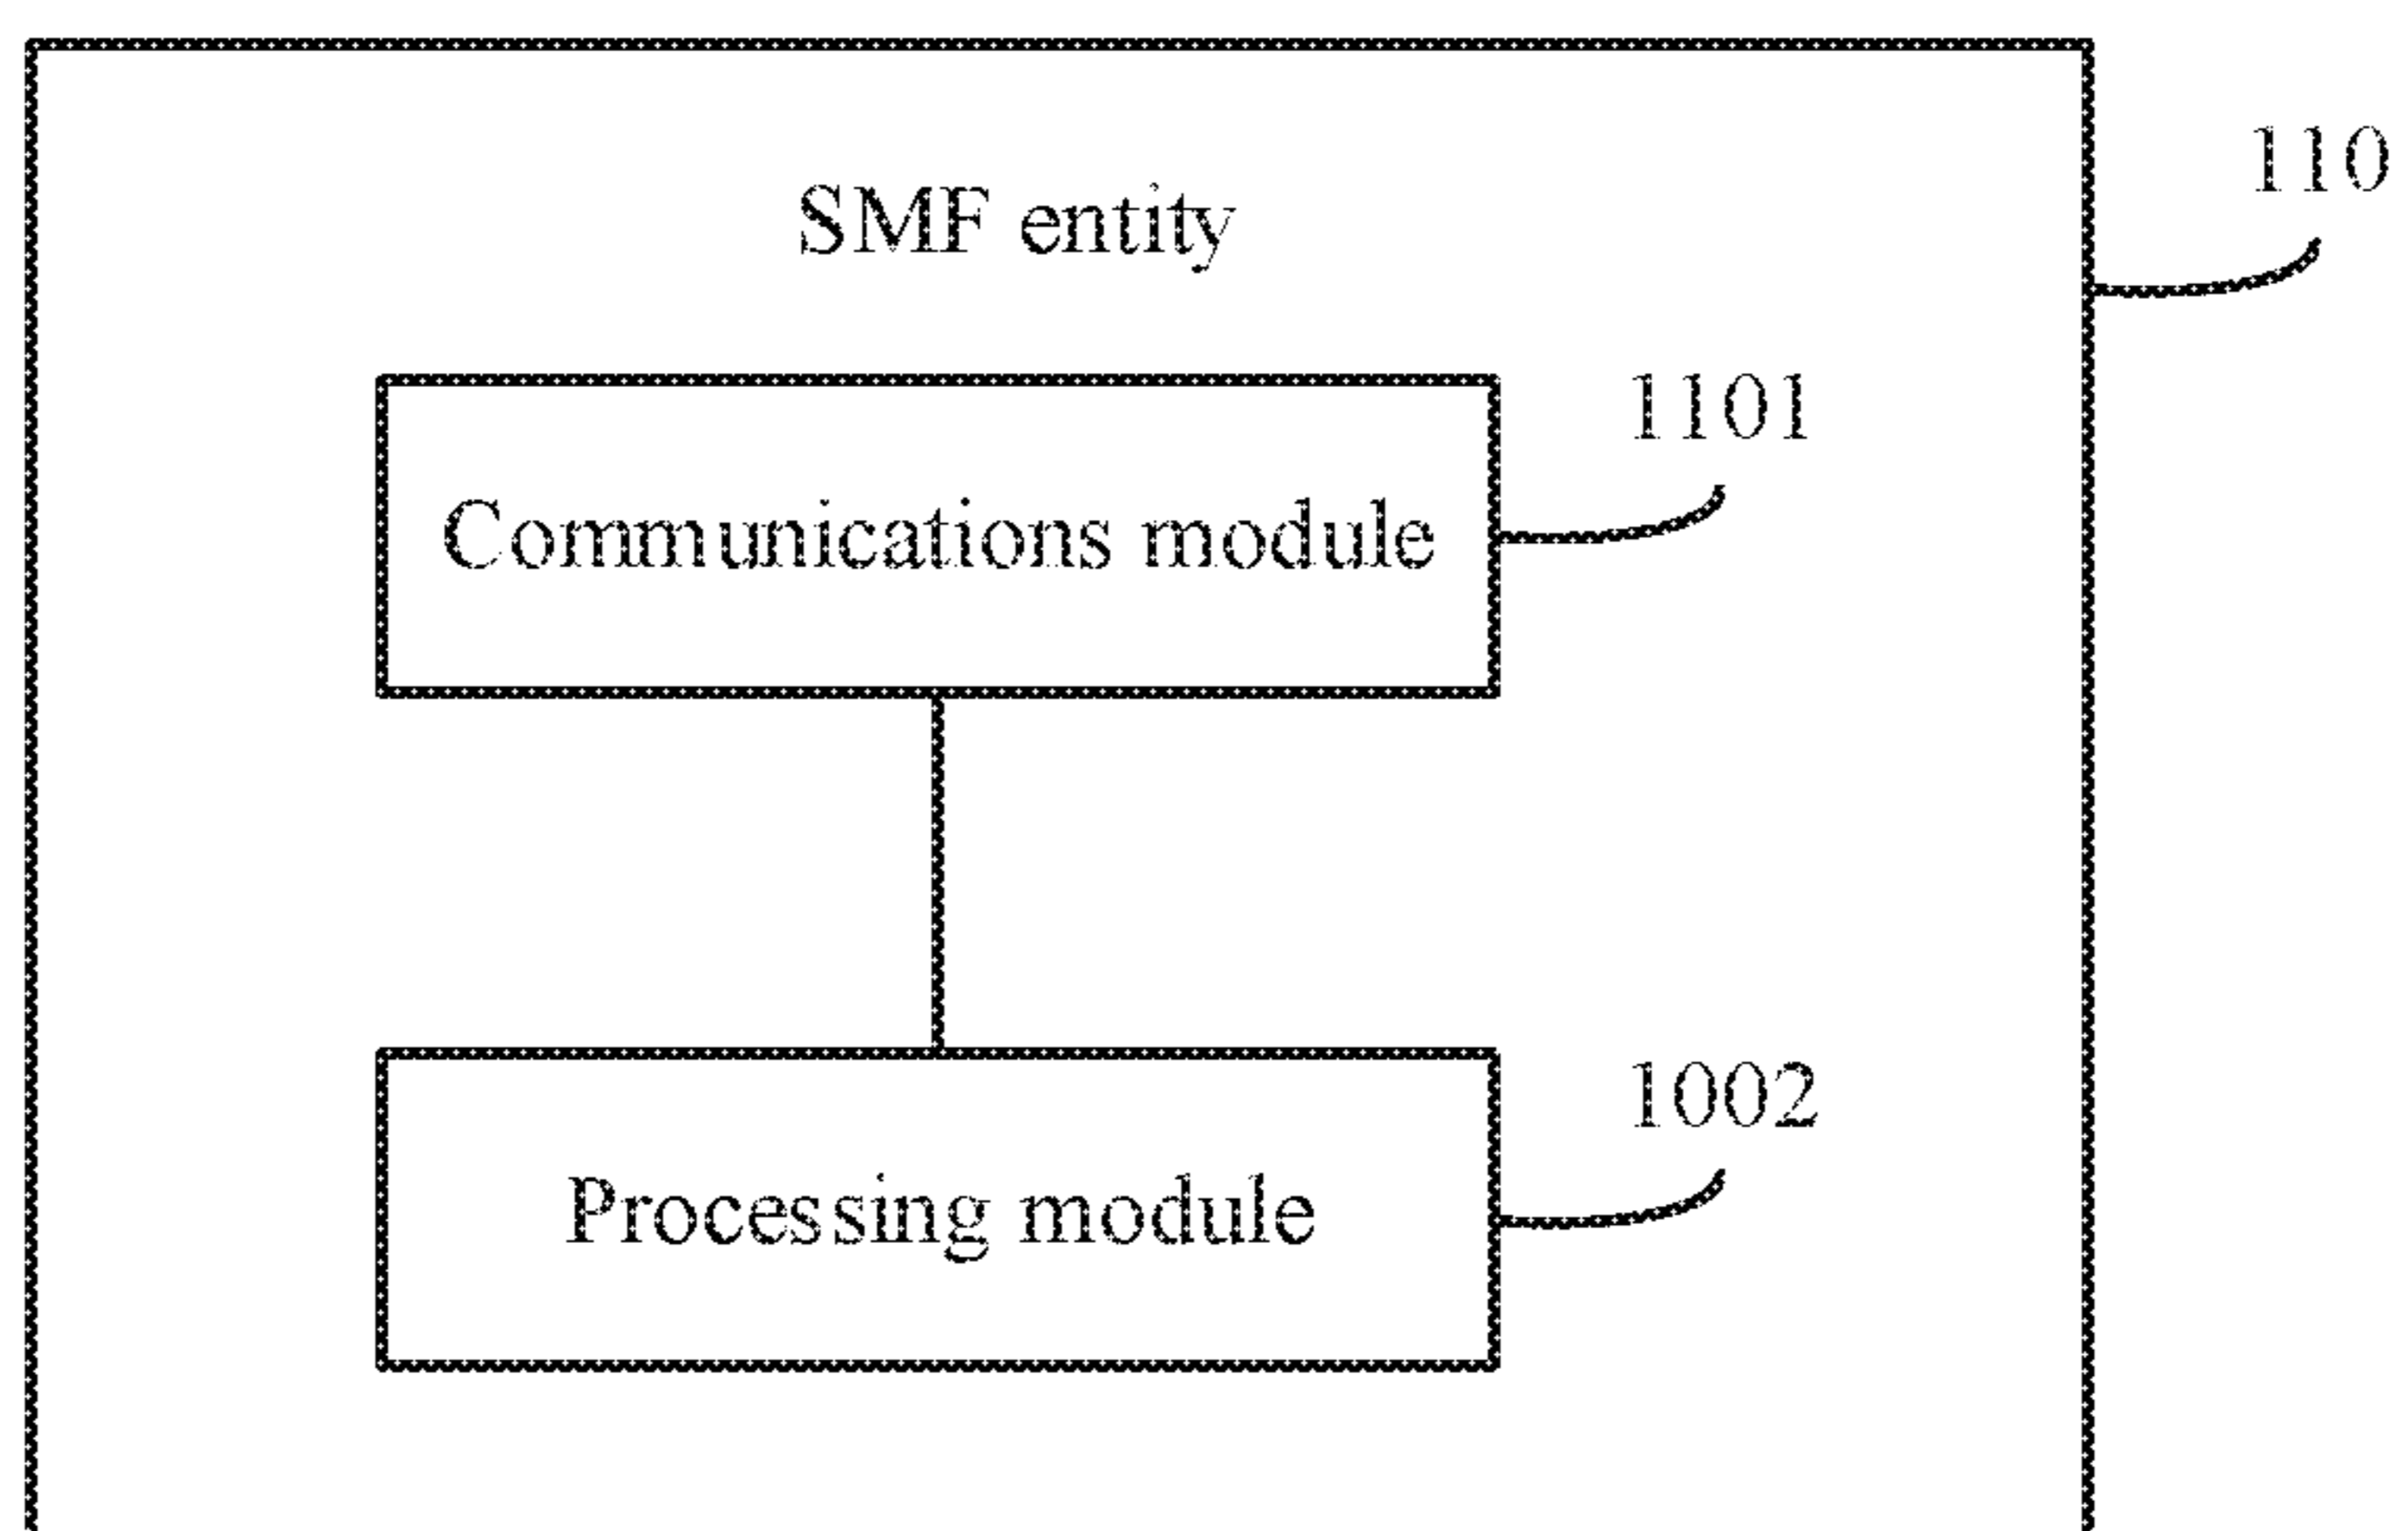 110
SMF entity
1101
Communications module
1002
Processing module